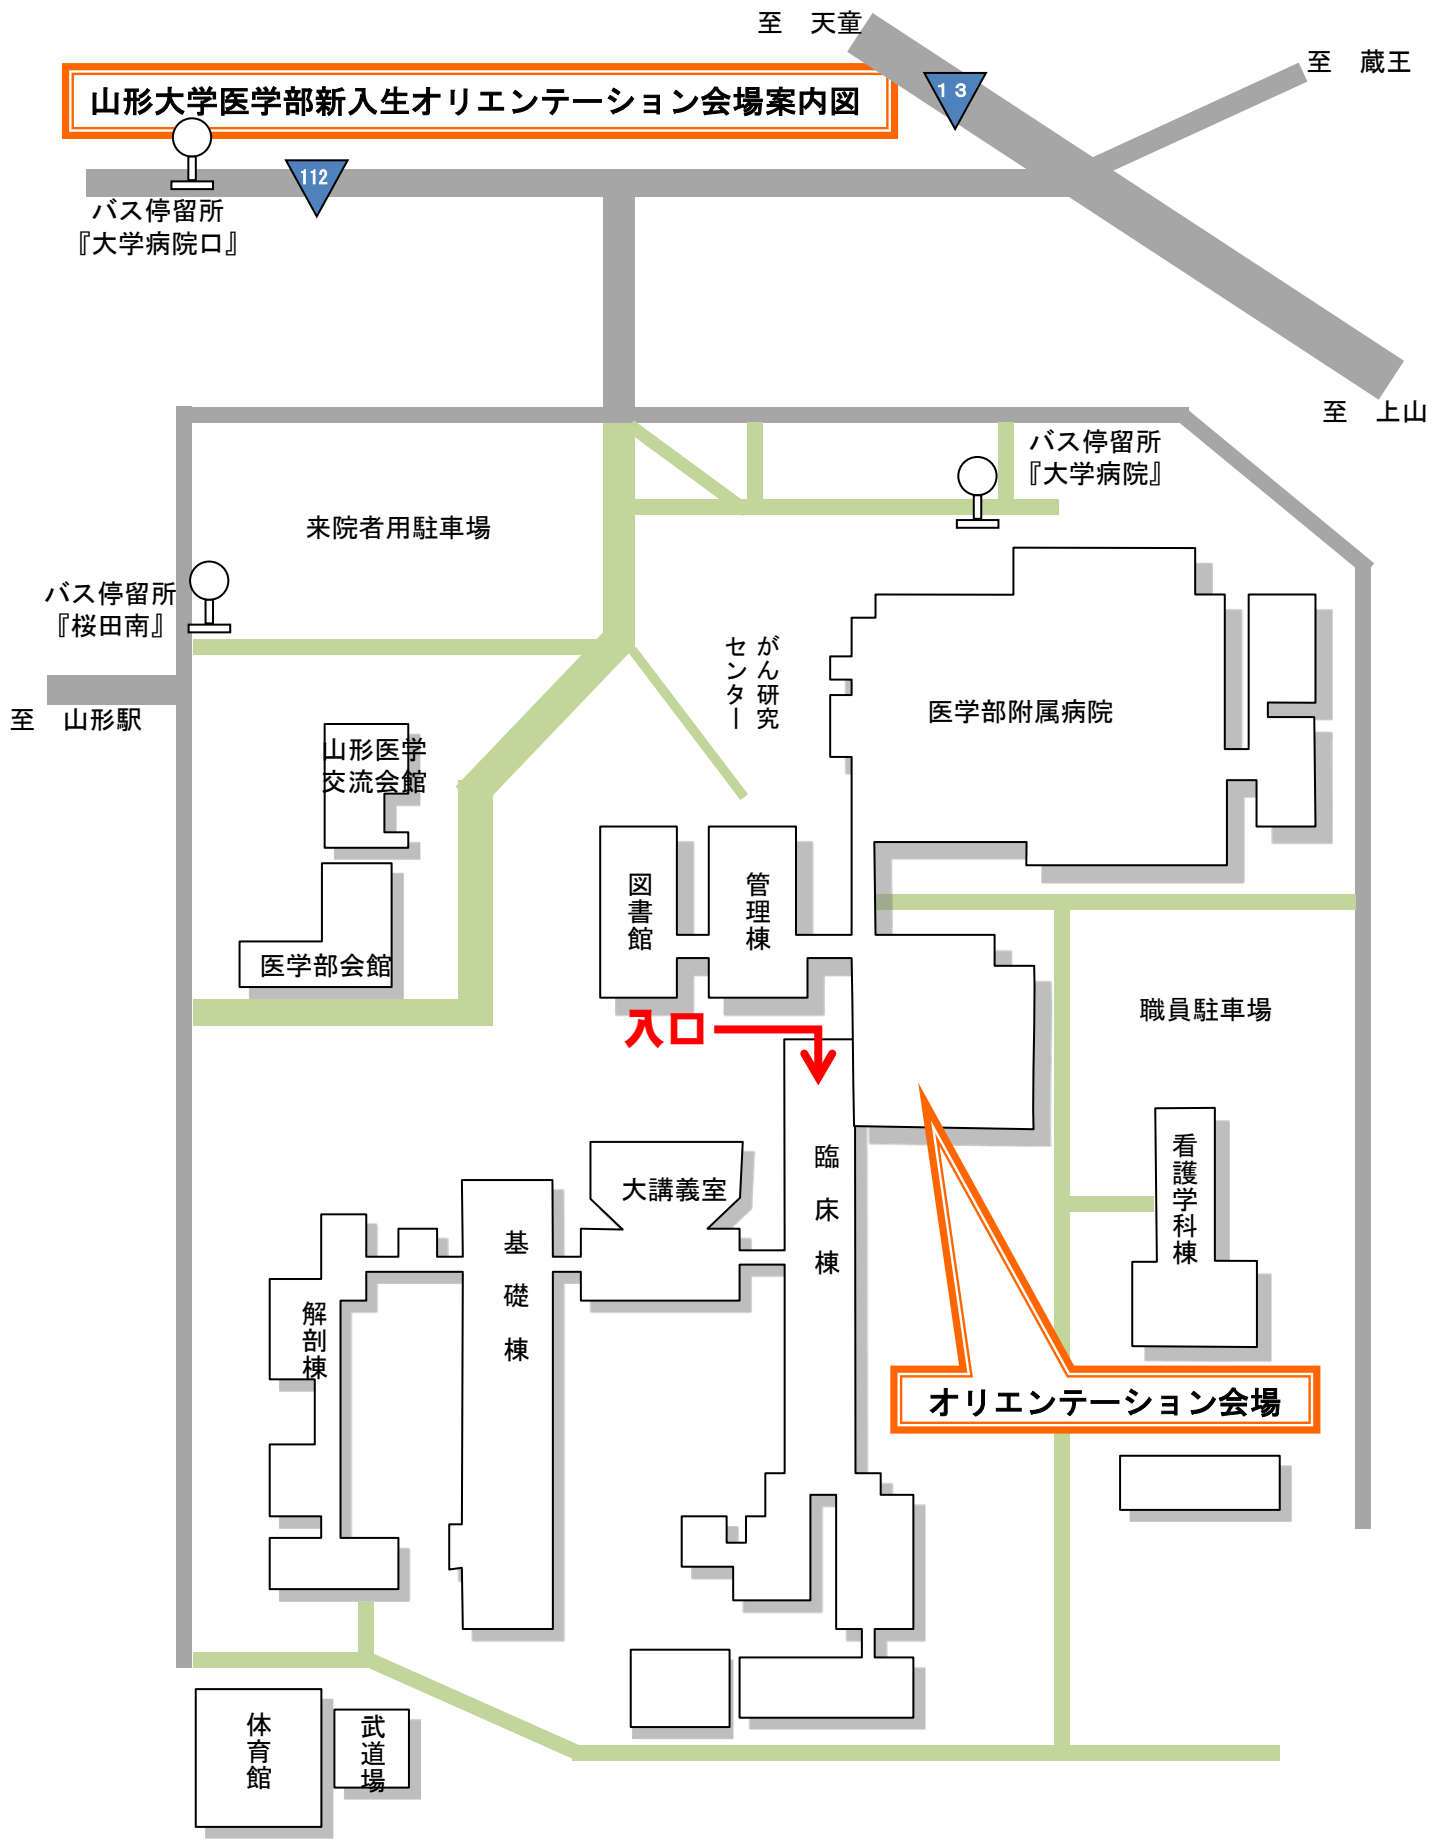 至　天童
至　蔵王
山形大学医学部新入生オリエンテーション会場案内図
１３
112
バス停留所
『大学病院口』
至　上山
バス停留所
『大学病院』
来院者用駐車場
バス停留所
『桜田南』
がん研究
センター
至　山形駅
医学部附属病院
山形医学
交流会館
図書館
管理棟
医学部会館
職員駐車場
入口
臨床棟
看護学科棟
大講義室
基礎棟
解剖棟
オリエンテーション会場
体育館
武道場